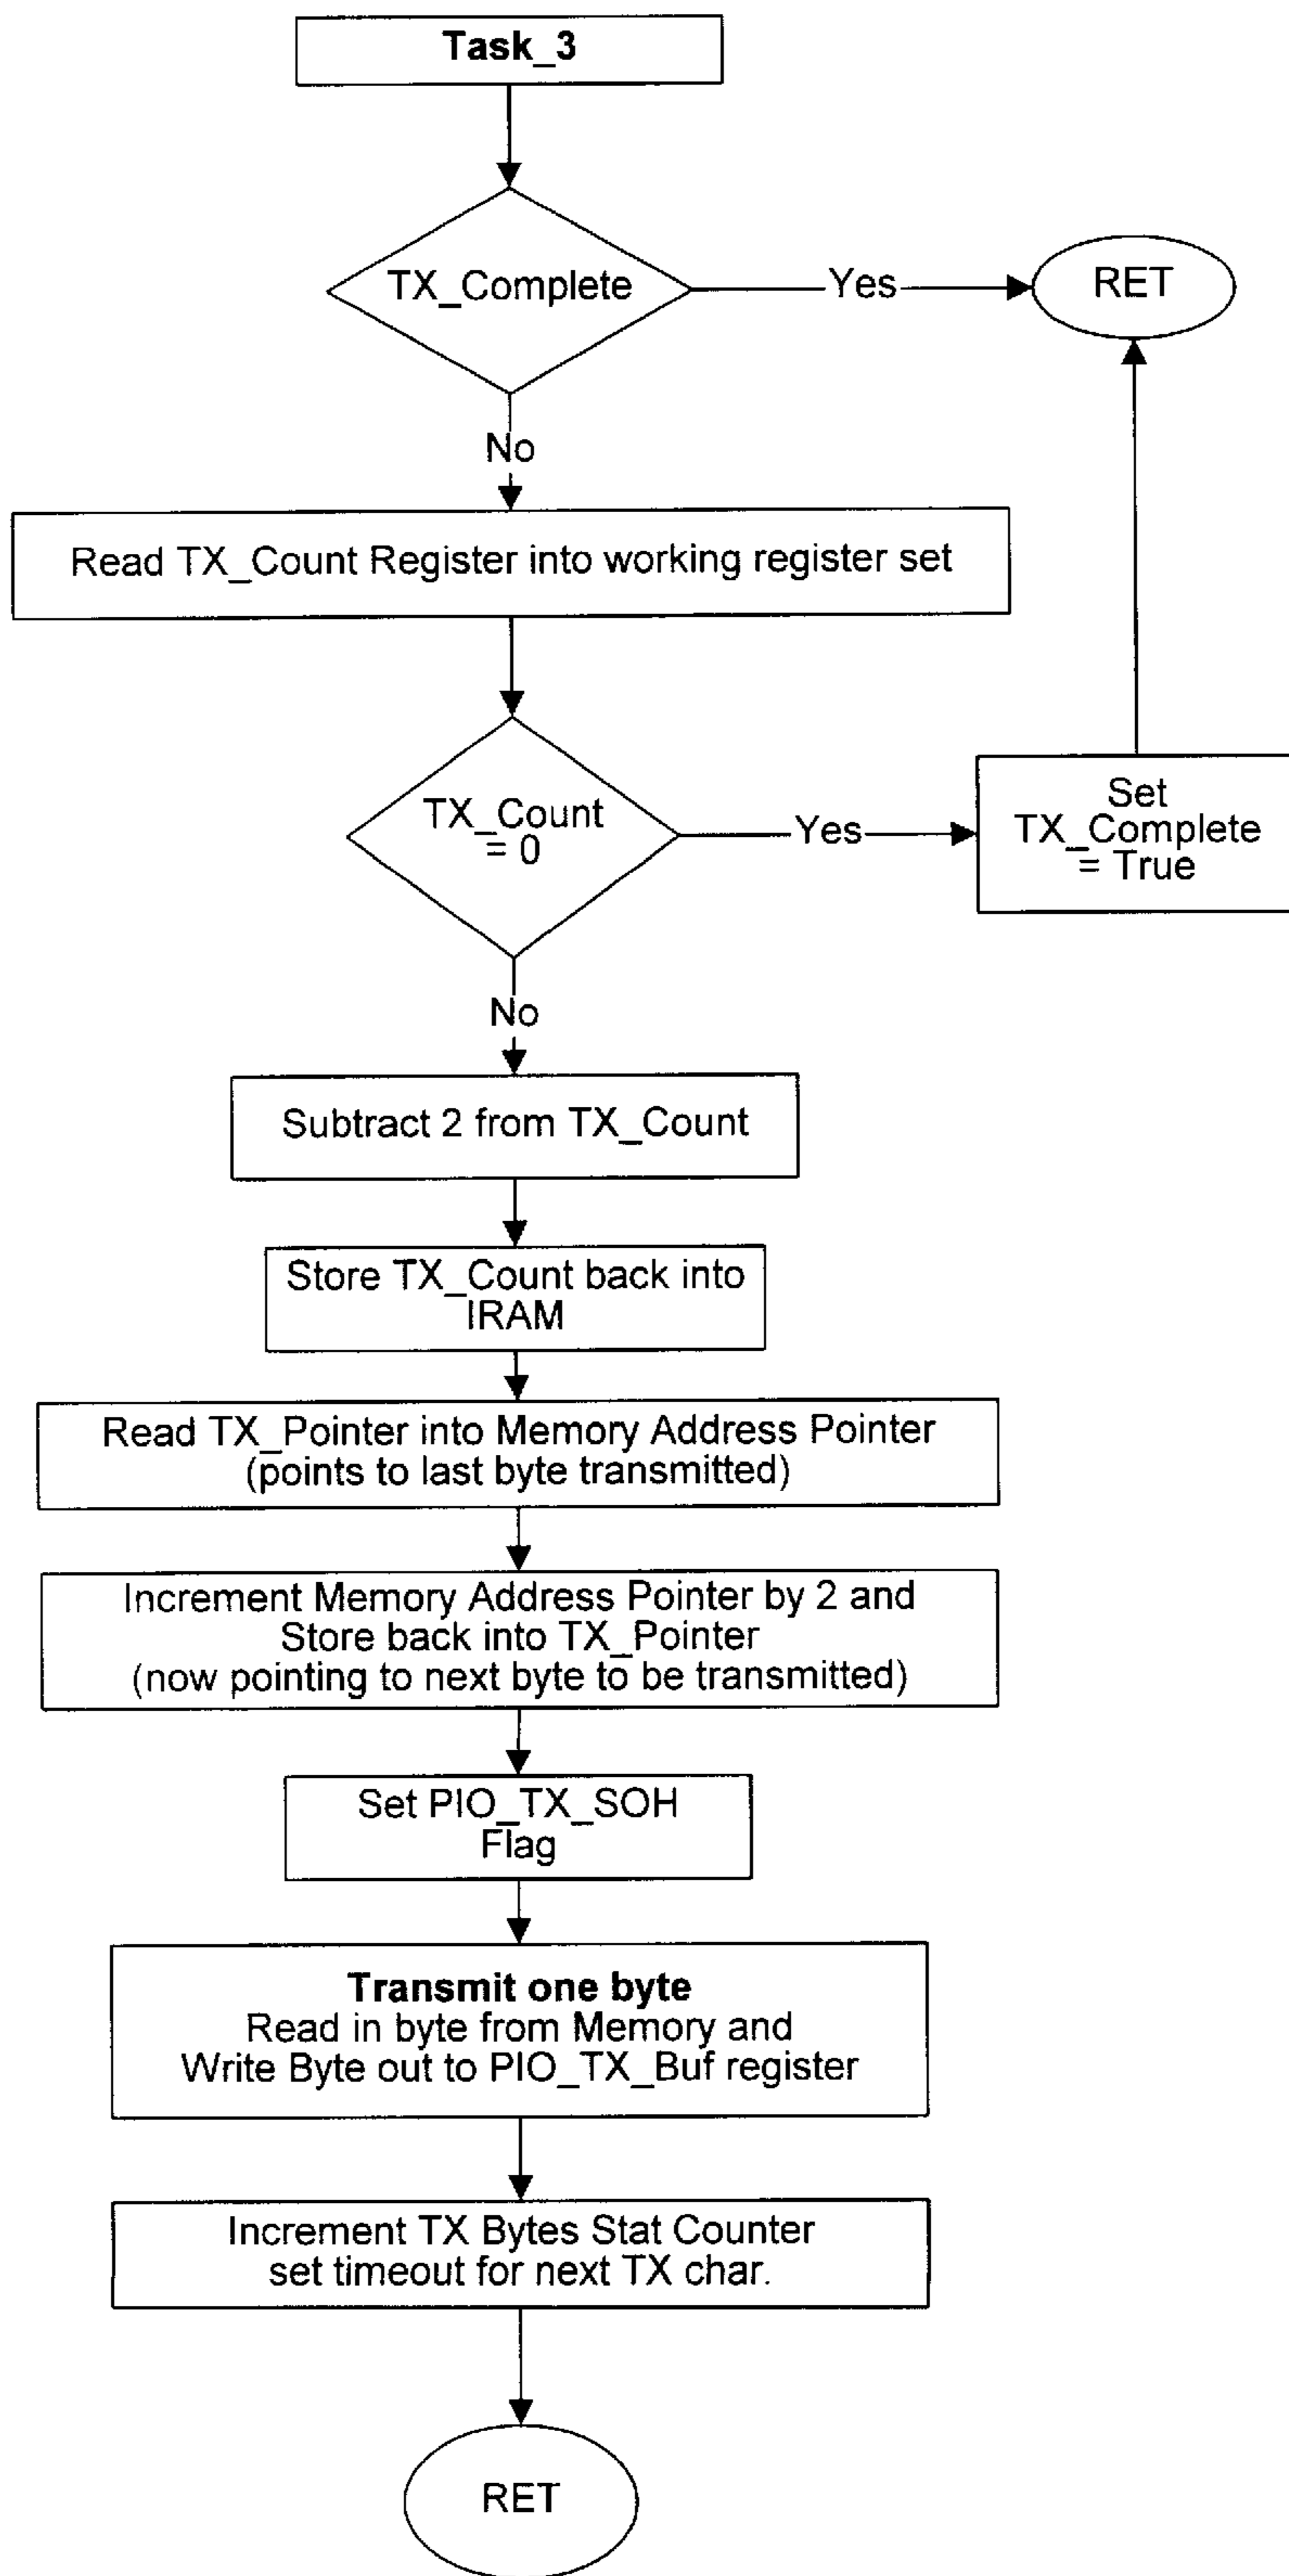 Task_3
TX_Complete
Yes
RET
No
Read TX_Count Register into working register set
TX_Count
= 0
Yes
Set
TX_Complete
= True
No
Subtract 2 from TX_Count
Store TX_Count back into
IRAM
Read TX_Pointer into Memory Address Pointer
(points to last byte transmitted)
Increment Memory Address Pointer by 2 and
Store back into TX_Pointer
(now pointing to next byte to be transmitted)
Set PIO_TX_SOH
Flag
Transmit one byte
Read in byte from Memory and
Write Byte out to PIO_TX_Buf register
Increment TX Bytes Stat Counter
set timeout for next TX char.
RET